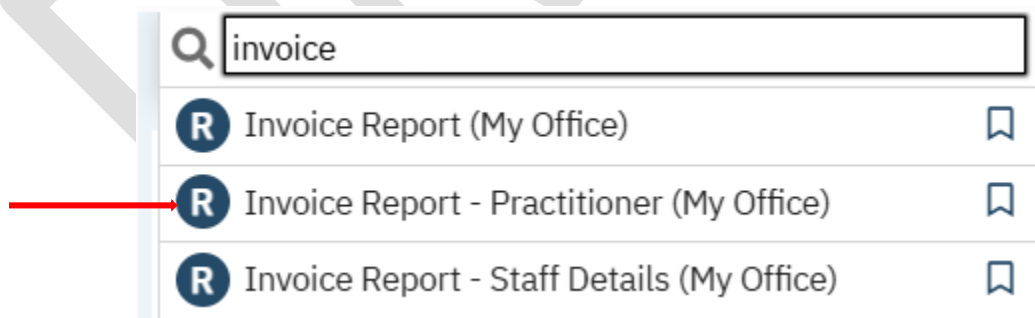 invoice
R Invoice Report (My Office)
R Invoice Report - Practitioner (My Office)
R Invoice Report - Staff Details (My Office)